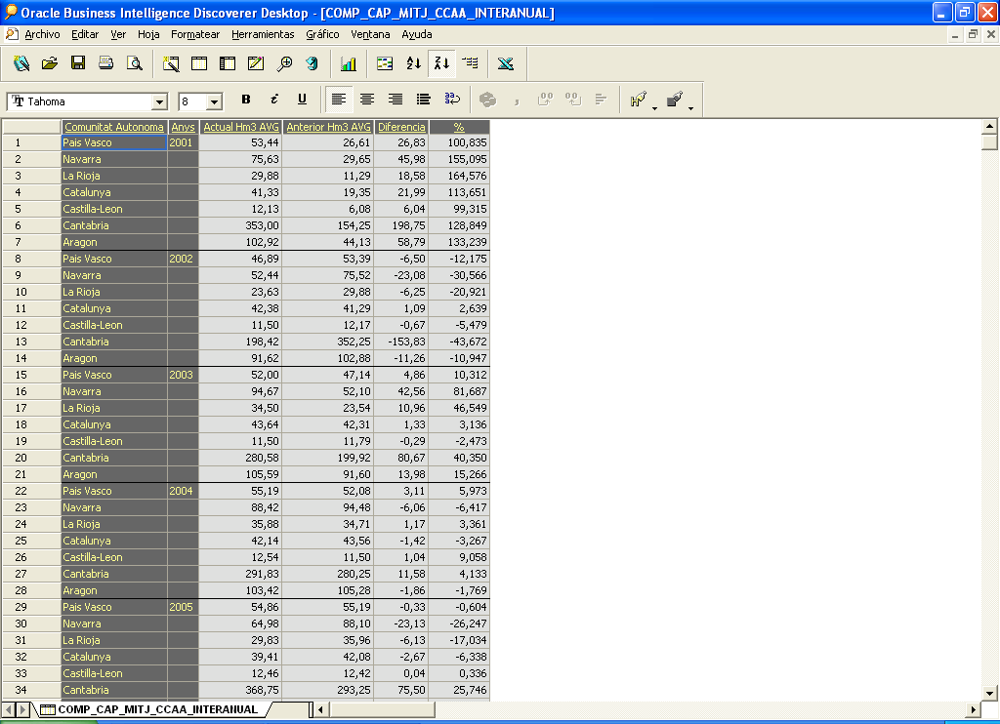 Oracle Business Intelligence Discoverer Desktop - [COMP_CAP_MITJ_CCAA_INTERANUAL]
Archivo Editar Ver Hoja Formatear Herramientas Gráfico Ventana Ayuda
Tahoma 8 B i U
Comunitat Autonoma Anys Actual Hm3 AVG Anterior Hm3 AVG Diferencia %
1 Pais Vasco 2001 53,44 26,61 26,83 100,835
2 Navarra 75,63 29,65 45,98 155,095
3 La Rioja 29,88 11,29 18,58 164,576
4 Catalunya 41,33 19,35 21,99 113,651
5 Castilla-Leon 12,13 6,08 6,04 99,315
6 Cantabria 353,00 154,25 198,75 128,849
7 Aragon 102,92 44,13 58,79 133,239
8 Pais Vasco 2002 46,89 53,39 -6,50 -12,175
9 Navarra 52,44 75,52 -23,08 -30,566
10 La Rioja 23,63 29,88 -6,25 -20,921
11 Catalunya 42,38 41,29 1,09 2,639
12 Castilla-Leon 11,50 12,17 -0,67 -5,479
13 Cantabria 198,42 352,25 -153,83 -43,672
14 Aragon 91,62 102,88 -11,26 -10,947
15 Pais Vasco 2003 52,00 47,14 4,86 10,312
16 Navarra 94,67 52,10 42,56 81,687
17 La Rioja 34,50 23,54 10,96 46,549
18 Catalunya 43,64 42,31 1,33 3,136
19 Castilla-Leon 11,50 11,79 -0,29 -2,473
20 Cantabria 280,58 199,92 80,67 40,350
21 Aragon 105,59 91,60 13,98 15,266
22 Pais Vasco 2004 55,19 52,08 3,11 5,973
23 Navarra 88,42 94,48 -6,06 -6,417
24 La Rioja 35,88 34,71 1,17 3,361
25 Catalunya 42,14 43,56 -1,42 -3,267
26 Castilla-Leon 12,54 11,50 1,04 9,058
27 Cantabria 291,83 280,25 11,58 4,133
28 Aragon 103,42 105,28 -1,86 -1,769
29 Pais Vasco 2005 54,86 55,19 -0,33 -0,604
30 Navarra 64,98 88,10 -23,13 -26,247
31 La Rioja 29,83 35,96 -6,13 -17,034
32 Catalunya 39,41 42,08 -2,67 -6,338
33 Castilla-Leon 12,46 12,42 0,04 0,336
34 Cantabria 368,75 293,25 75,50 25,746
COMP_CAP_MITJ_CCAA_INTERANUAL